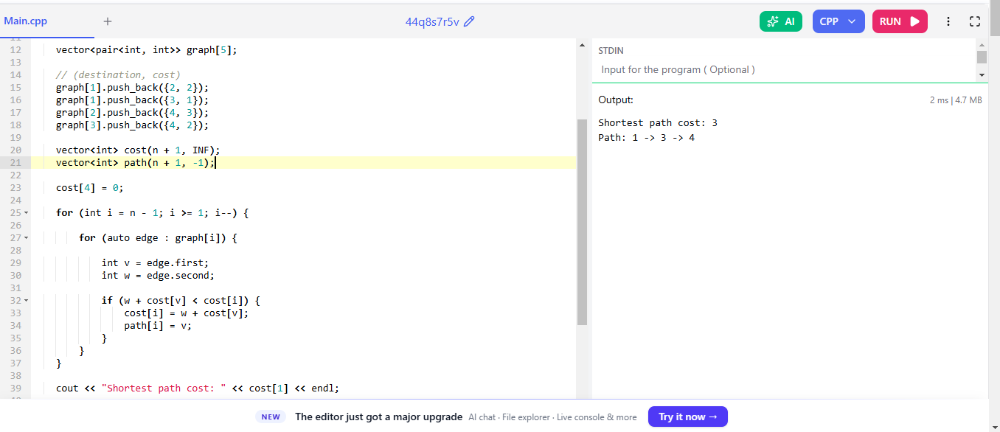 Main.cpp
+
44q8s7r5v
AI
CPP
RUN
12 vector<pair<int, int>> graph[5];
13
14 // (destination, cost)
15 graph[1].push_back({2, 2});
16 graph[1].push_back({3, 1});
17 graph[2].push_back({4, 3});
18 graph[3].push_back({4, 2});
19
20 vector<int> cost(n + 1, INF);
21 vector<int> path(n + 1, -1);
22
23 cost[4] = 0;
24
25 for (int i = n - 1; i >= 1; i--) {
26
27 for (auto edge : graph[i]) {
28
29 int v = edge.first;
30 int w = edge.second;
31
32 if (w + cost[v] < cost[i]) {
33 cost[i] = w + cost[v];
34 path[i] = v;
35 }
36 }
37 }
38
39 cout << "Shortest path cost: " << cost[1] << endl;
STDIN
Input for the program ( Optional )
Output:
2 ms | 4.7 MB
Shortest path cost: 3
Path: 1 -> 3 -> 4
NEW The editor just got a major upgrade AI chat · File explorer · Live console & more Try it now →